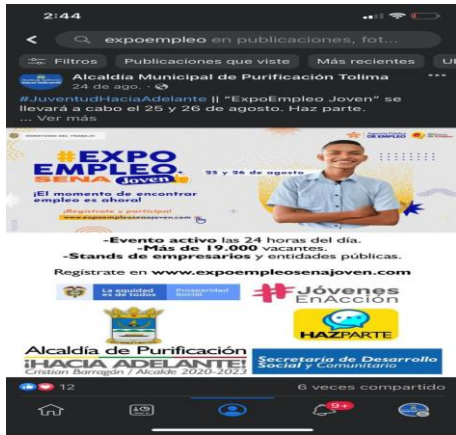 2:44
expoempleo en publicaciones, fot...
Filtros
Publicaciones que viste
Más recientes
Alcaldía Municipal de Purificación Tolima
24 de ago.
#JuventudHaciaAdelante || "ExpoEmpleo Joven" se
llevará a cabo el 25 y 26 de agosto. Haz parte.
... Ver más
#EXPO
EMPLEO
SENA Joven
25 y 26 de agosto
¡El momento de encontrar
empleo es ahora!
¡Regístrate y participa!
www.expoempleosenajoven.com
-Evento activo las 24 horas del día.
-Más de 19.000 vacantes.
-Stands de empresarios y entidades públicas.
Regístrate en www.expoempleosenajoven.com
La equidad
es de todos
Prosperidad
Social
Jóvenes
EnAcción
HAZPARTE
Alcaldía de Purificación
¡HACIA ADELANTE!
Cristian Barragán / Alcalde 2020-2023
Secretaría de Desarrollo
Social y Comunitario
12
6 veces compartido
9+